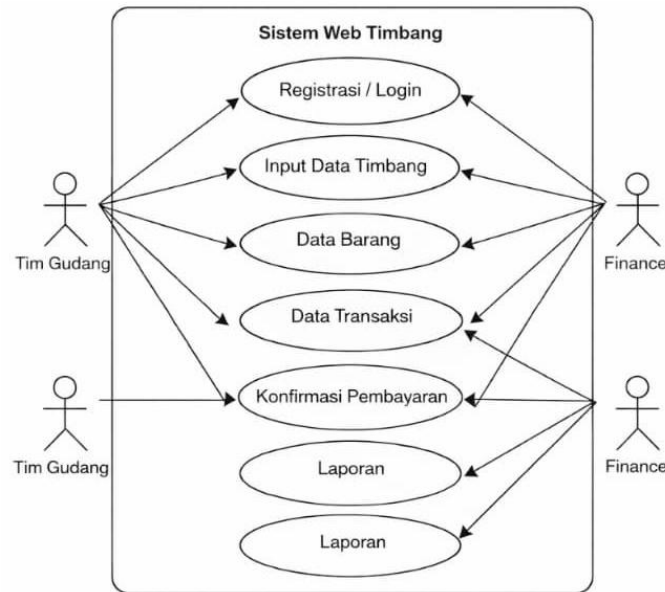 Sistem Web Timbang
Registrasi / Login
Input Data Timbang
Data Barang
Tim Gudang
Finance
Data Transaksi
Konfirmasi Pembayaran
Tim Gudang
Finance
Laporan
Laporan